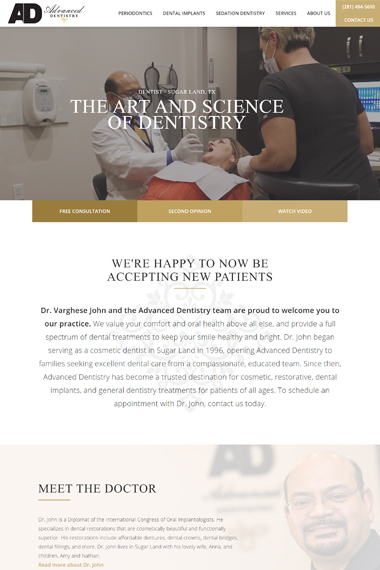 AD Advanced
DENTISTRY
PERIODONTICS DENTAL IMPLANTS SEDATION DENTISTRY SERVICES ABOUT US
(281) 494-5600
CONTACT US
DENTIST - SUGAR LAND, TX
THE ART AND SCIENCE
OF DENTISTRY
FREE CONSULTATION SECOND OPINION WATCH VIDEO
WE'RE HAPPY TO NOW BE
ACCEPTING NEW PATIENTS
Dr. Varghese John and the Advanced Dentistry team are proud to welcome you to
our practice. We value your comfort and oral health above all else, and provide a full
spectrum of dental treatments to keep your smile healthy and bright. Dr. John began
serving as a cosmetic dentist in Sugar Land in 1996, opening Advanced Dentistry to
families seeking excellent dental care from a compassionate, educated team. Since then,
Advanced Dentistry has become a trusted destination for cosmetic, restorative, dental
implants, and general dentistry treatments for patients of all ages. To schedule an
appointment with Dr. John, contact us today.
AD
MEET THE DOCTOR
Dr. John is a Diplomat of the International Congress of Oral Implantologists. He
specializes in dental restorations that are cosmetically beautiful and functionally
superior. His restorations include affordable dentures, dental crowns, dental bridges,
dental fillings, and more. Dr. John lives in Sugar Land with his lovely wife, Anna, and
children, Amy and Nathan.
Read more about Dr. John